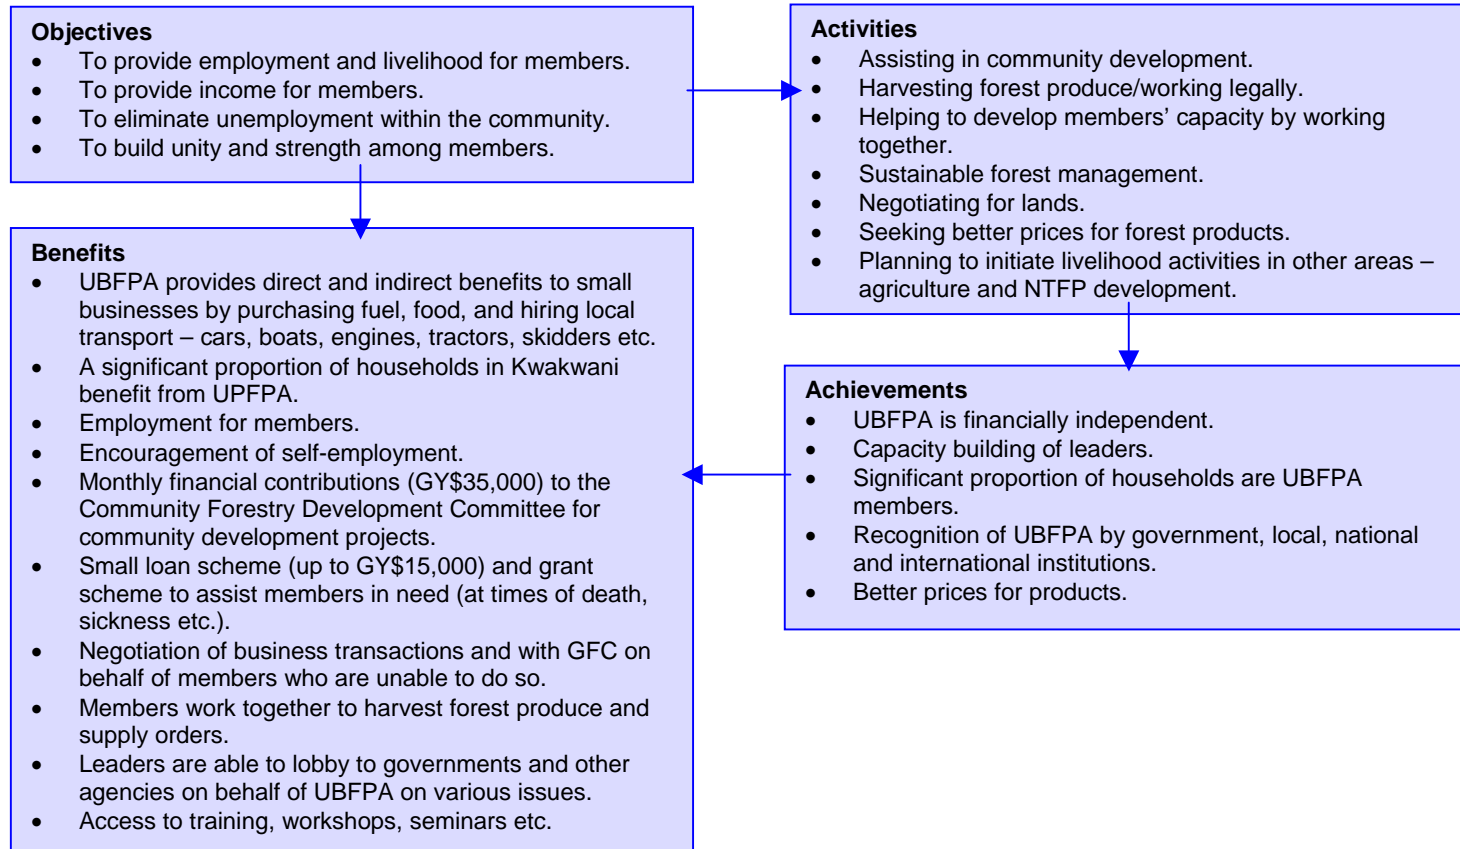 Objectives
• To provide employment and livelihood for members.
• To provide income for members.
• To eliminate unemployment within the community.
• To build unity and strength among members.
Activities
• Assisting in community development.
• Harvesting forest produce/working legally.
• Helping to develop members’ capacity by working
together.
• Sustainable forest management.
• Negotiating for lands.
• Seeking better prices for forest products.
• Planning to initiate livelihood activities in other areas –
agriculture and NTFP development.
Benefits
• UBFPA provides direct and indirect benefits to small
businesses by purchasing fuel, food, and hiring local
transport – cars, boats, engines, tractors, skidders etc.
• A significant proportion of households in Kwakwani
benefit from UPFPA.
• Employment for members.
• Encouragement of self-employment.
• Monthly financial contributions (GY$35,000) to the
Community Forestry Development Committee for
community development projects.
• Small loan scheme (up to GY$15,000) and grant
scheme to assist members in need (at times of death,
sickness etc.).
• Negotiation of business transactions and with GFC on
behalf of members who are unable to do so.
• Members work together to harvest forest produce and
supply orders.
• Leaders are able to lobby to governments and other
agencies on behalf of UBFPA on various issues.
• Access to training, workshops, seminars etc.
Achievements
• UBFPA is financially independent.
• Capacity building of leaders.
• Significant proportion of households are UBFPA
members.
• Recognition of UBFPA by government, local, national
and international institutions.
• Better prices for products.